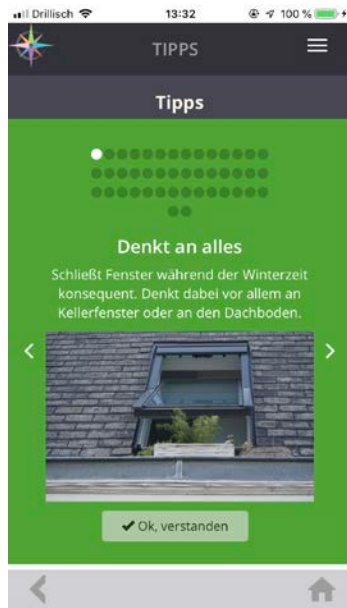 Drillisch 13:32 100 %
TIPPS
Tipps
Denkt an alles
Schließt Fenster während der Winterzeit
konsequent. Denkt dabei vor allem an
Kellerfenster oder an den Dachboden.
Ok, verstanden